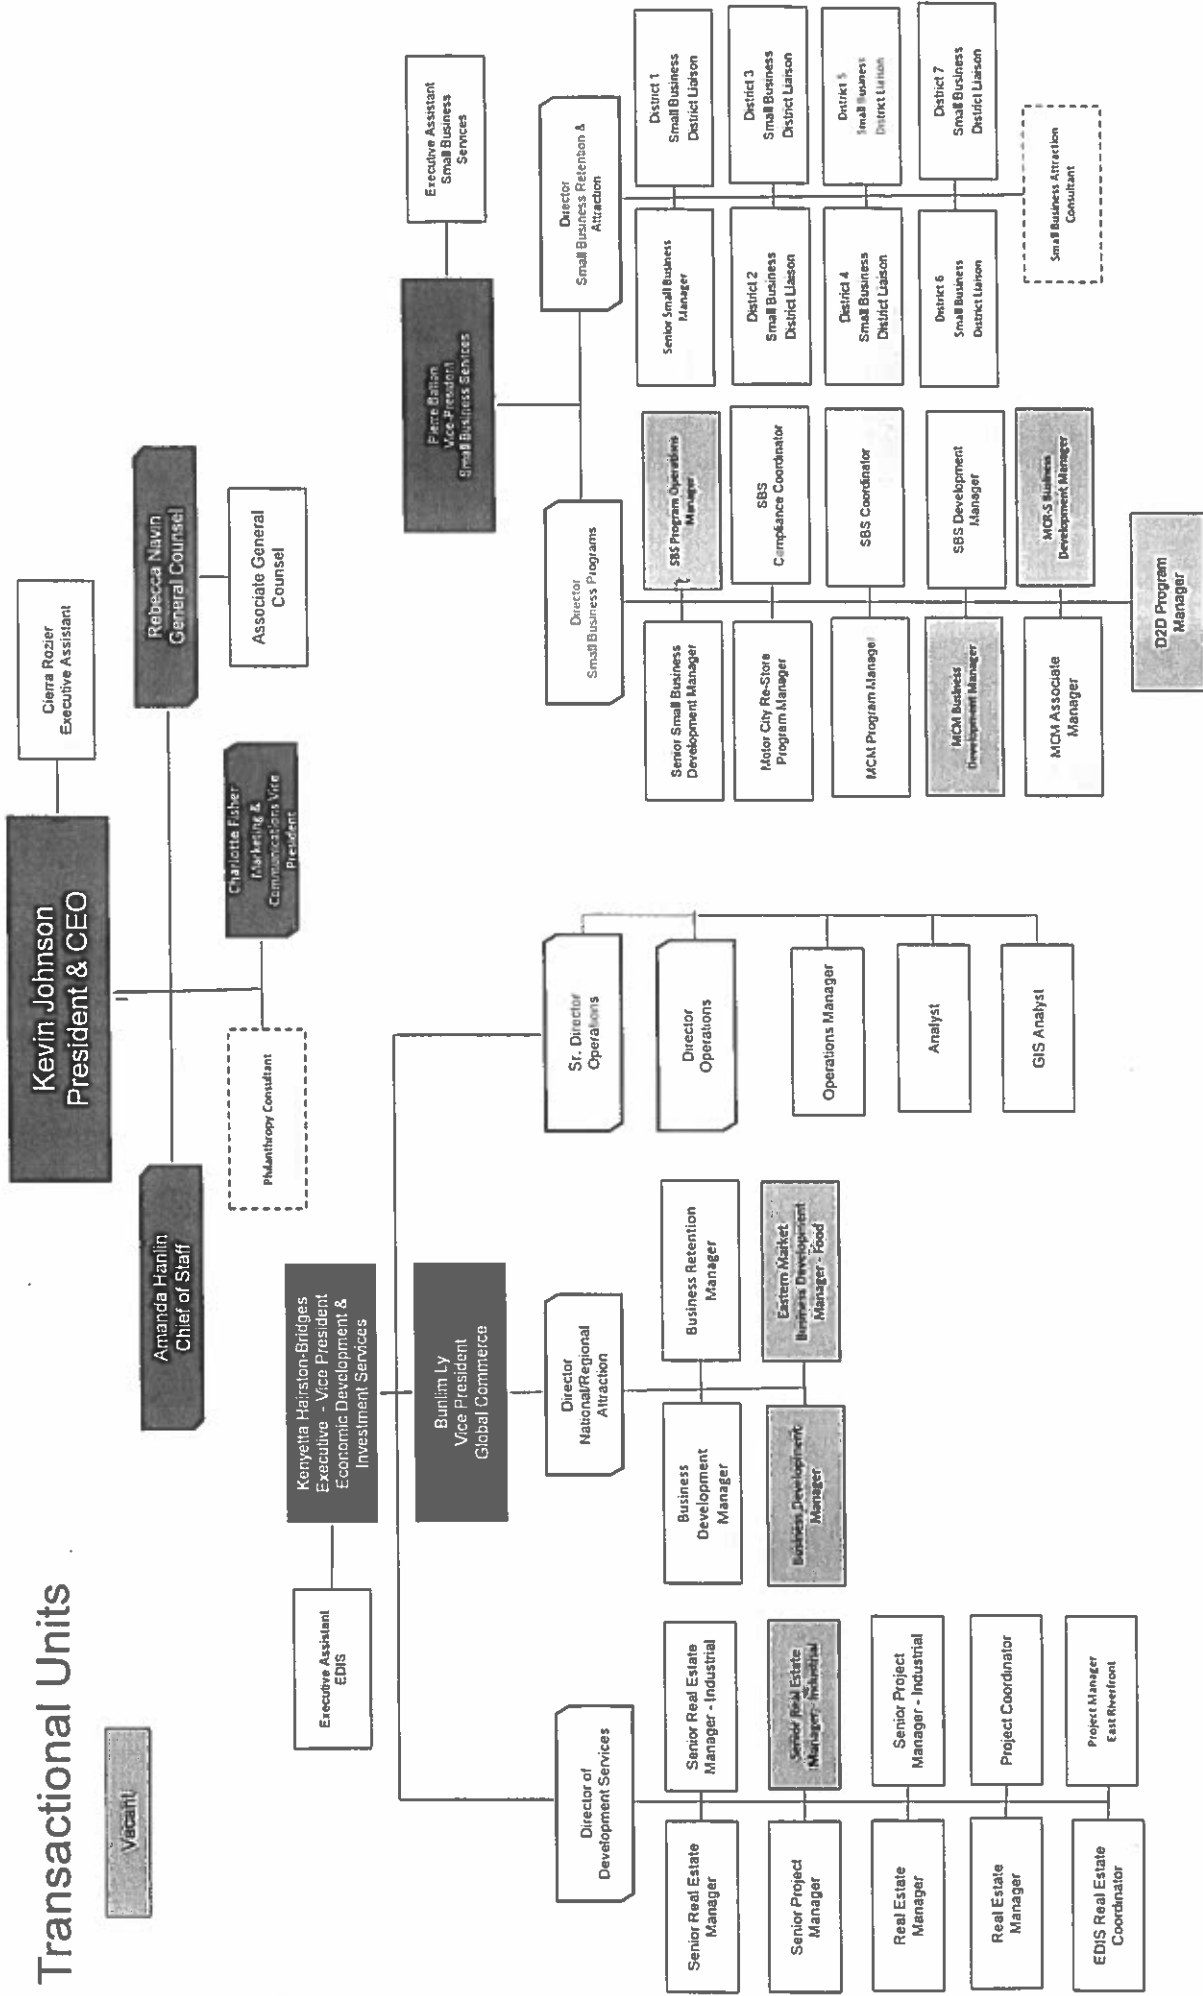 Transactional Units
Vacant
Kevin Johnson
President & CEO
Cierra Rozier
Executive Assistant
Amanda Hanlin
Chief of Staff
Rebecca Navin
General Counsel
Associate General
Counsel
Philanthropy Consultant
Charlotte Fisher
Marketing &
Communications Vice
President
Kenyetta Hairston-Bridges
Executive - Vice President
Economic Development &
Investment Services
Executive Assistant
EDIS
Bunlim Ly
Vice President
Global Commerce
Pierre Batton
Vice-President
Small Business Services
Executive Assistant
Small Business
Services
Director of
Development Services
Senior Real Estate
Manager
Senior Real Estate
Manager - Industrial
Senior Project
Manager
Senior Real Estate
Manager - Industrial
Real Estate
Manager
Senior Project
Manager - Industrial
Real Estate
Manager
Project Coordinator
EDIS Real Estate
Coordinator
Project Manager
East Riverfront
Director
National/Regional
Attraction
Business
Development
Manager
Business Retention
Manager
Business Development
Manager
Eastern Market
Business Development
Manager - Food
Sr. Director
Operations
Director
Operations
Operations Manager
Analyst
GIS Analyst
Director
Small Business Programs
Senior Small Business
Development Manager
SBS Program Operations
Manager
Motor City Re-Store
Program Manager
SBS
Compliance Coordinator
MCM Program Manager
SBS Coordinator
MCM Business
Development Manager
SBS Development
Manager
MCM Associate
Manager
MCR-S Business
Development Manager
D2D Program
Manager
Director
Small Business Retention &
Attraction
Senior Small Business
Manager
District 1
Small Business
District Liaison
District 2
Small Business
District Liaison
District 3
Small Business
District Liaison
District 4
Small Business
District Liaison
District 5
Small Business
District Liaison
District 6
Small Business
District Liaison
District 7
Small Business
District Liaison
Small Business Attraction
Consultant